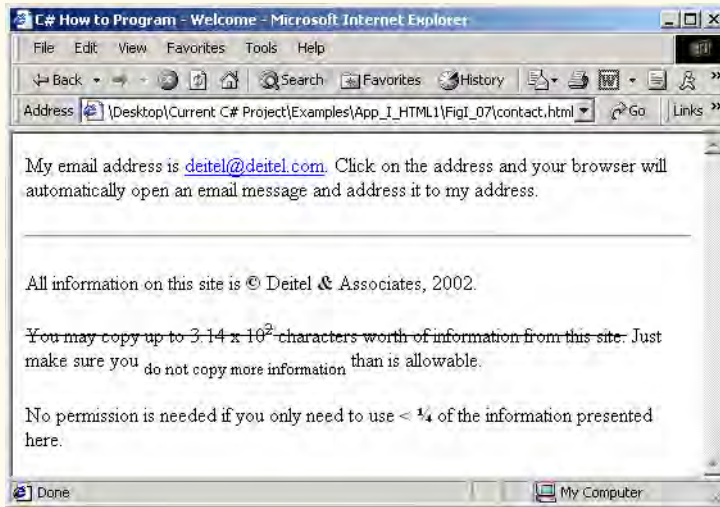 C# How to Program - Welcome - Microsoft Internet Explorer
File Edit View Favorites Tools Help
Back Search Favorites History
Address \Desktop\Current C# Project\Examples\App_I_HTML1\FigI_07\contact.html Go Links »
My email address is deitel@deitel.com. Click on the address and your browser will
automatically open an email message and address it to my address.
All information on this site is © Deitel & Associates, 2002.
You may copy up to 3.14 x 10² characters worth of information from this site. Just
make sure you do not copy more information than is allowable.
No permission is needed if you only need to use < ¼ of the information presented
here.
Done My Computer